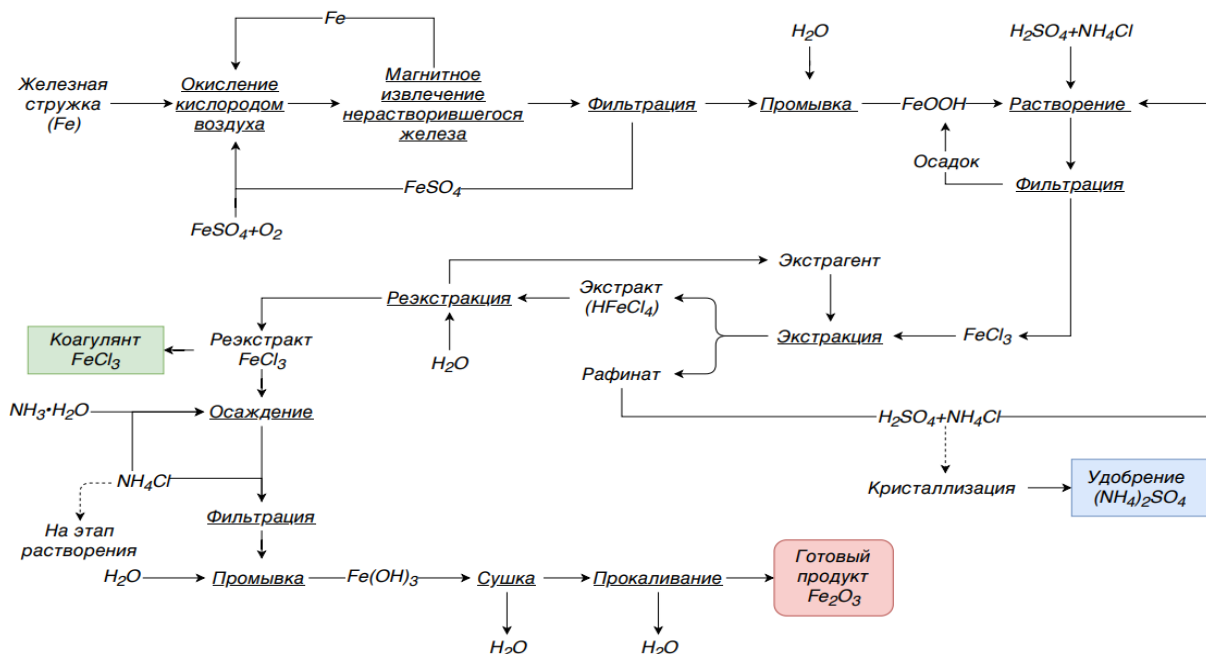 Fe
H₂O
H₂SO₄+NH₄Cl
Железная
стружка
(Fe)
Окисление
кислородом
воздуха
Магнитное
извлечение
нерастворившегося
железа
Фильтрация
Промывка
FeOOH
Растворение
Осадок
Фильтрация
FeSO₄
FeSO₄+O₂
Экстрагент
Реэкстракция
Экстракт
(HFeCl₄)
Экстракция
FeCl₃
Коагулянт
FeCl₃
Реэкстракт
FeCl₃
H₂O
Рафинат
NH₃•H₂O
Осаждение
H₂SO₄+NH₄Cl
NH₄Cl
Кристаллизация
Удобрение
(NH₄)₂SO₄
На этап
растворения
Фильтрация
H₂O
Промывка
Fe(OH)₃
Сушка
Прокаливание
Готовый
продукт
Fe₂O₃
H₂O
H₂O